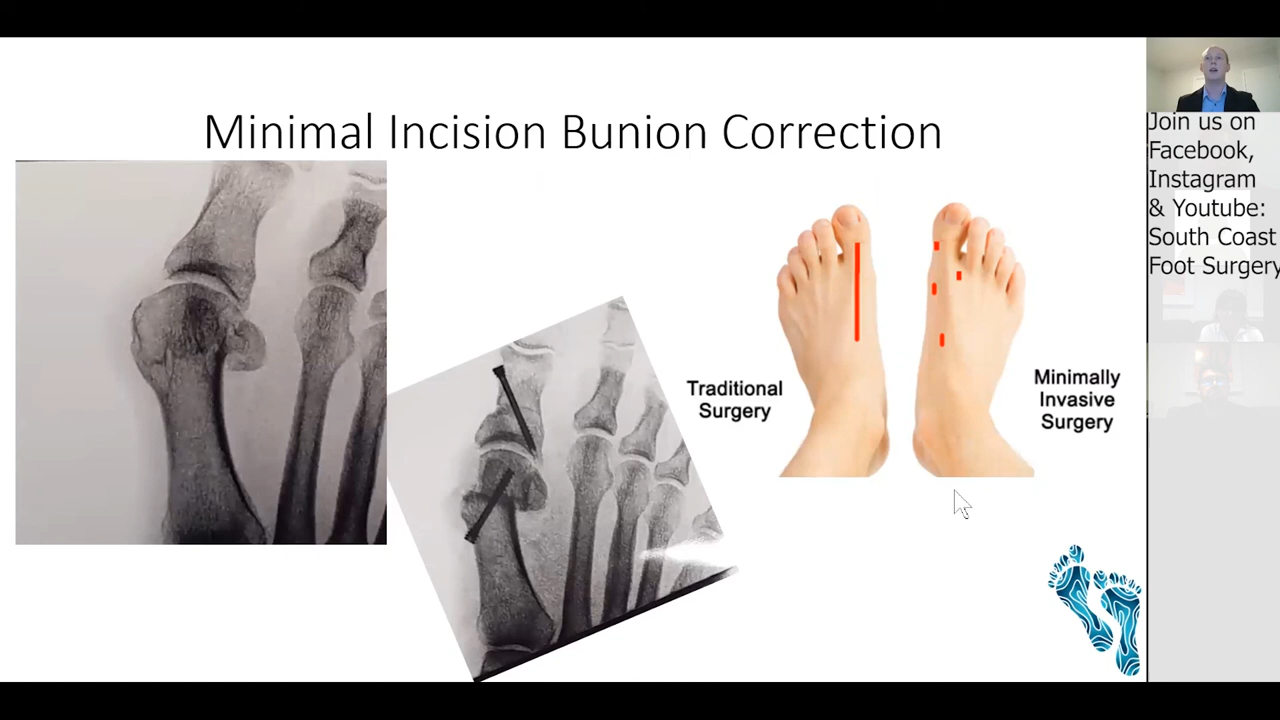 Minimal Incision Bunion Correction
Traditional
Surgery
Minimally
Invasive
Surgery
Join us on
Facebook,
Instagram
& Youtube:
South Coast
Foot Surgery